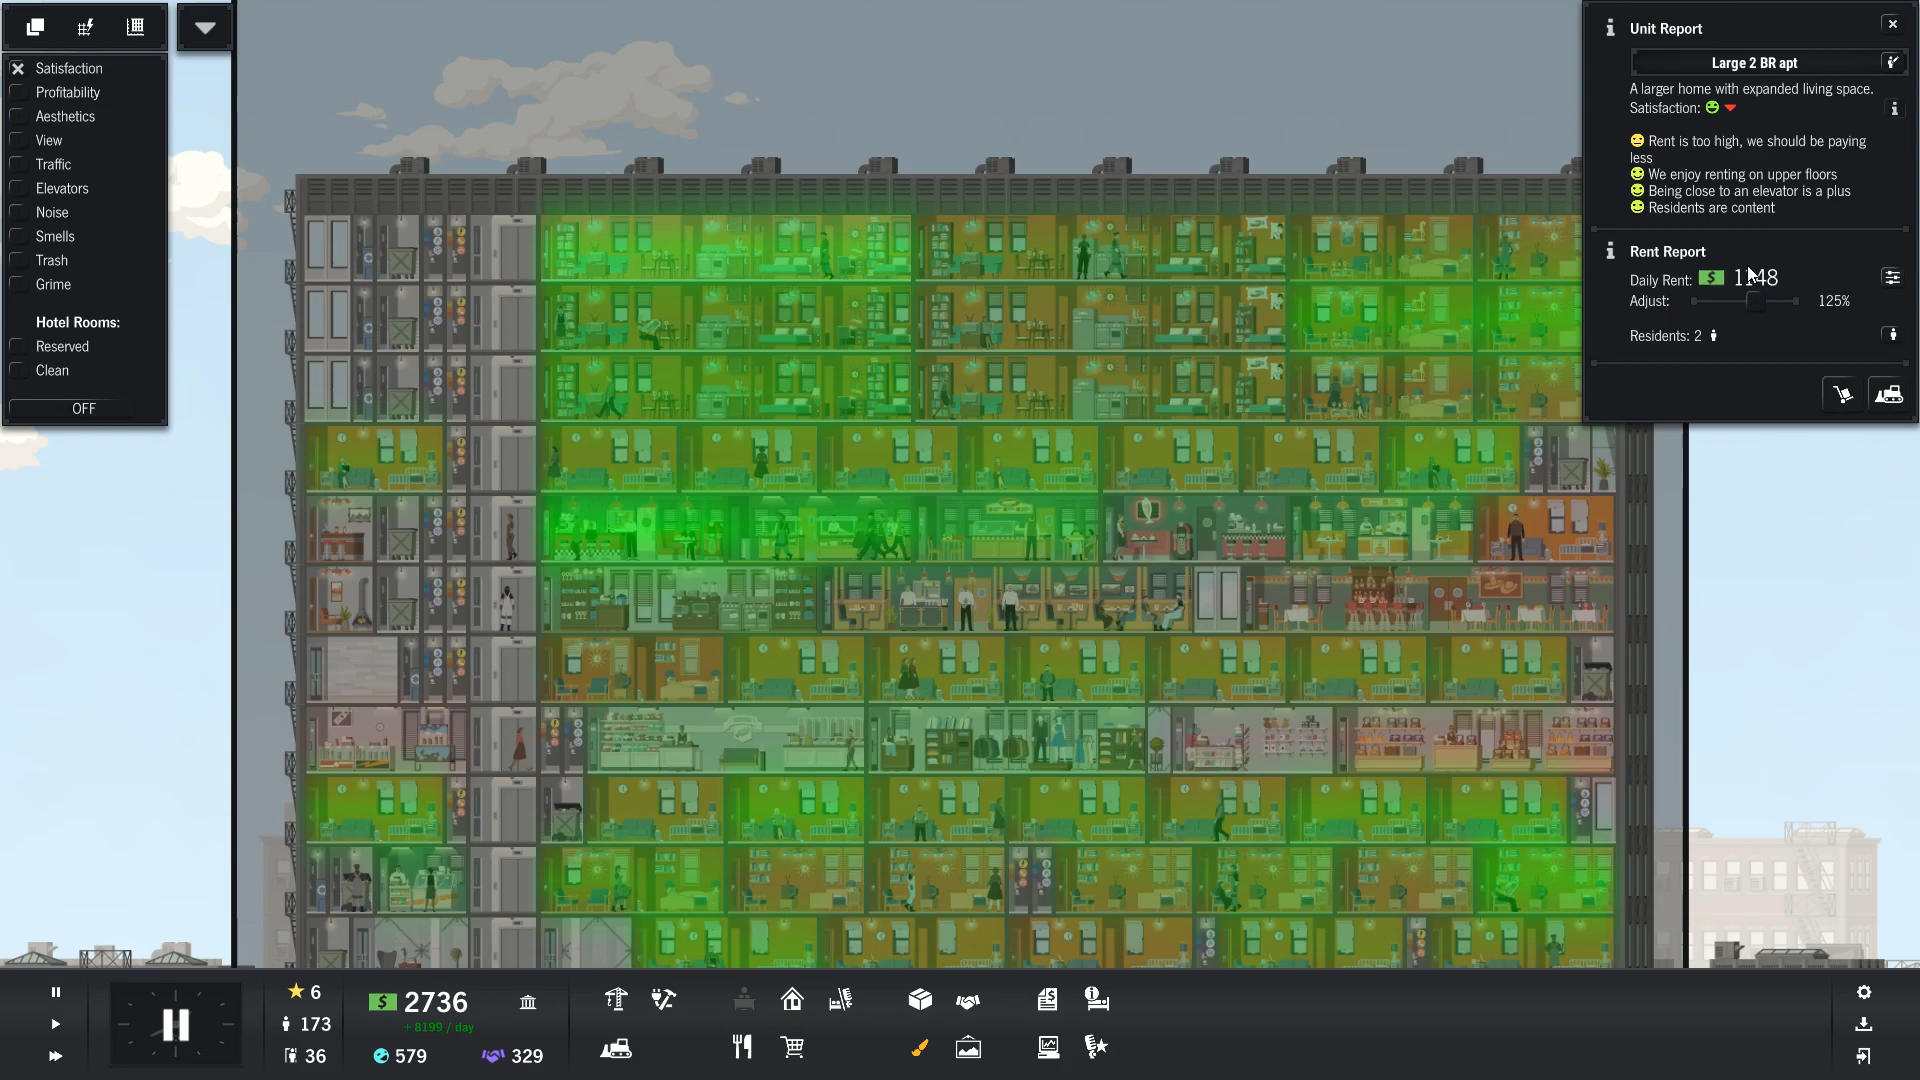 Satisfaction
Profitability
Aesthetics
View
Traffic
Elevators
Noise
Smells
Trash
Grime
Hotel Rooms:
Reserved
Clean
OFF
Unit Report
Large 2 BR apt
A larger home with expanded living space.
Satisfaction:
Rent is too high, we should be paying
less
We enjoy renting on upper floors
Being close to an elevator is a plus
Residents are content
Rent Report
Daily Rent: $ 1148
Adjust: 125%
Residents: 2
6
173
36
$ 2736
+ 8199 / day
579
329